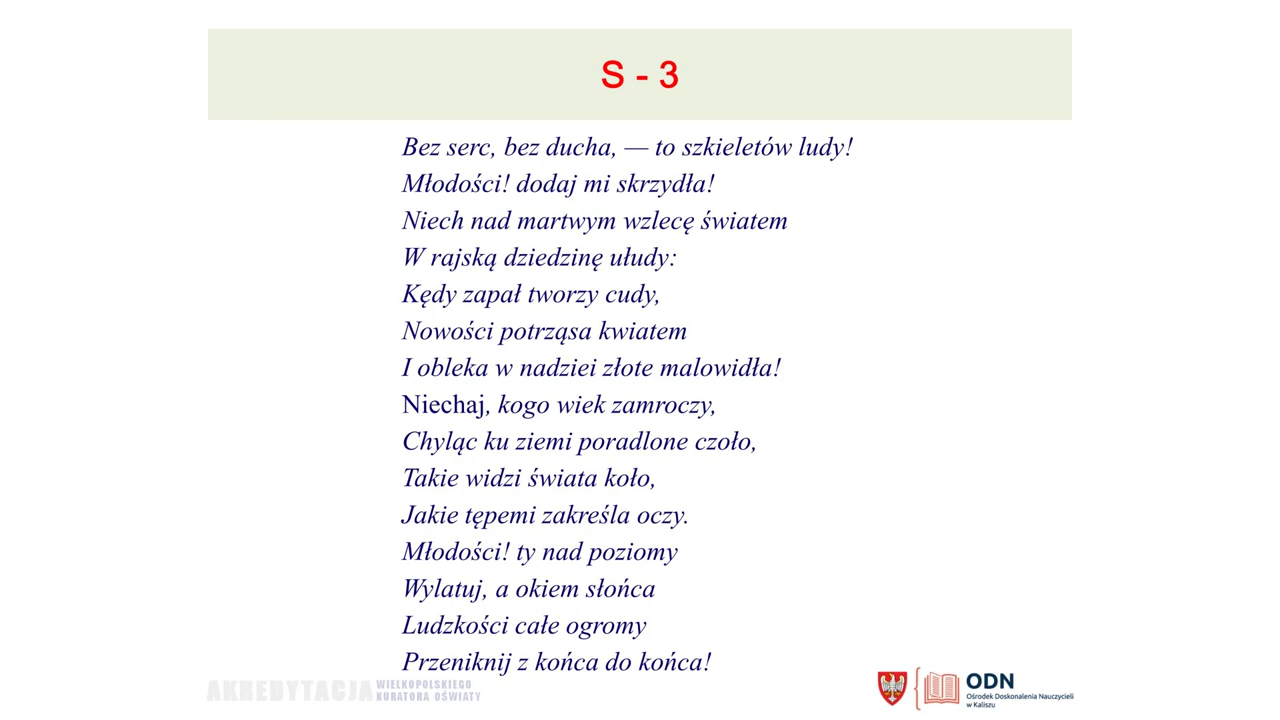 S - 3
Bez serc, bez ducha, — to szkieletów ludy!
Młodości! dodaj mi skrzydła!
Niech nad martwym wzlecę światem
W rajską dziedzinę ułudy:
Kędy zapał tworzy cudy,
Nowości potrząsa kwiatem
I obleka w nadziei złote malowidła!
Niechaj, kogo wiek zamroczy,
Chyląc ku ziemi poradlone czoło,
Takie widzi świata koło,
Jakie tępemi zakreśla oczy.
Młodości! ty nad poziomy
Wylatuj, a okiem słońca
Ludzkości całe ogromy
Przeniknij z końca do końca!
AKREDYTACJA
WIELKOPOLSKIEGO
KURATORA OŚWIATY
ODN
Ośrodek Doskonalenia Nauczycieli
w Kaliszu